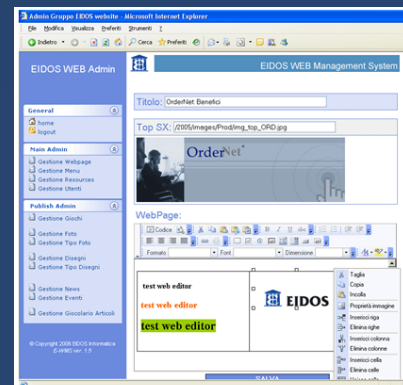 Admin Gruppo EIDOS website - Microsoft Internet Explorer
File Modifica Visualizza Preferiti Strumenti ?
Indietro Cerca Preferiti
EIDOS WEB Admin
EIDOS WEB Management System
General
home
logout
Main Admin
Gestione Webpage
Gestione Menu
Gestione Resources
Gestione Utenti
Publish Admin
Gestione Giochi
Gestione Foto
Gestione Tipo Foto
Gestione Disegni
Gestione Tipo Disegni
Gestione News
Gestione Eventi
Gestione Giocolario Articoli
© Copyright 2005 EIDOS Informatica
E-WMS ver. 1.5
Titolo: OrderNet Benefici
Top SX: /2005/images/Prod/img_top_ORD.jpg
OrderNet
WebPage:
Codice
Formato Font Dimensione
test web editor
test web editor
test web editor
EIDOS
Taglia
Copia
Incolla
Proprietà immagine
Inserisci riga
Elimina righe
Inserisci colonna
Elimina colonne
Inserisci cella
Elimina celle
SALVA